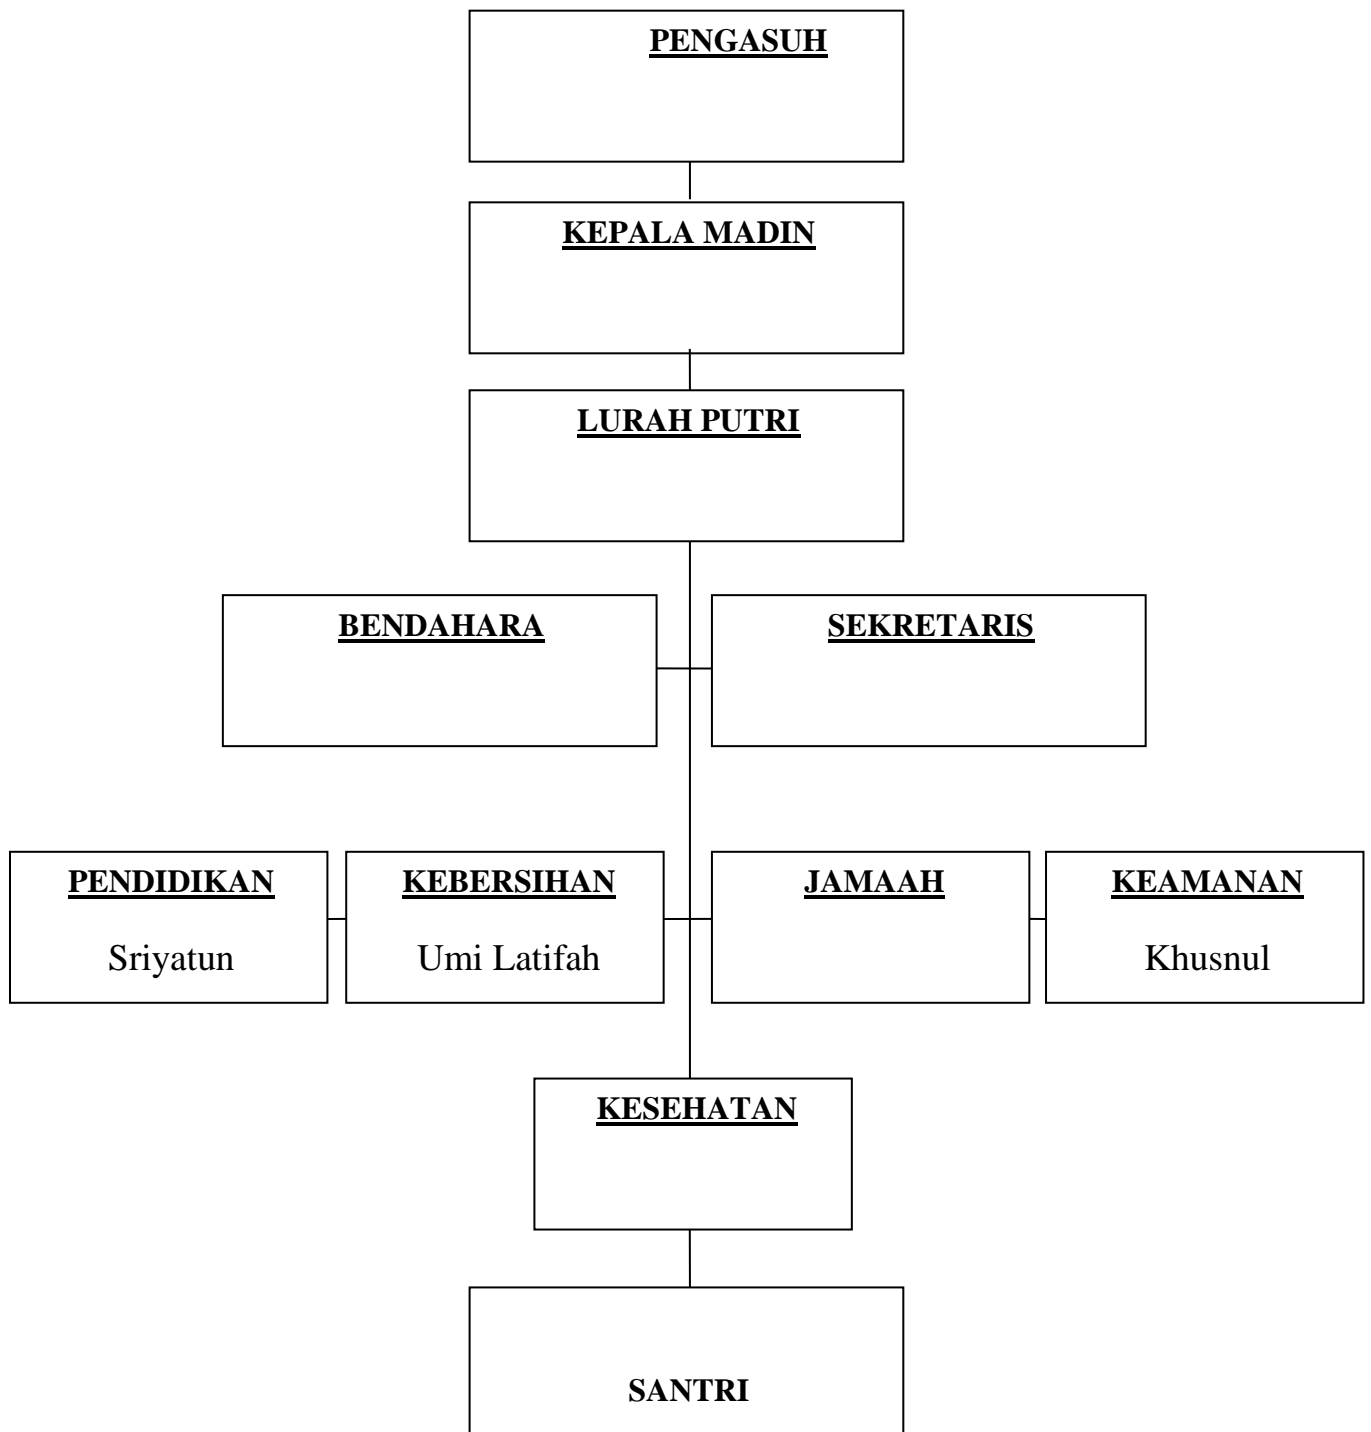 PENGASUH
KEPALA MADIN
LURAH PUTRI
BENDAHARA
SEKRETARIS
PENDIDIKAN
Sriyatun
KEBERSIHAN
Umi Latifah
JAMAAH
KEAMANAN
Khusnul
KESEHATAN
SANTRI